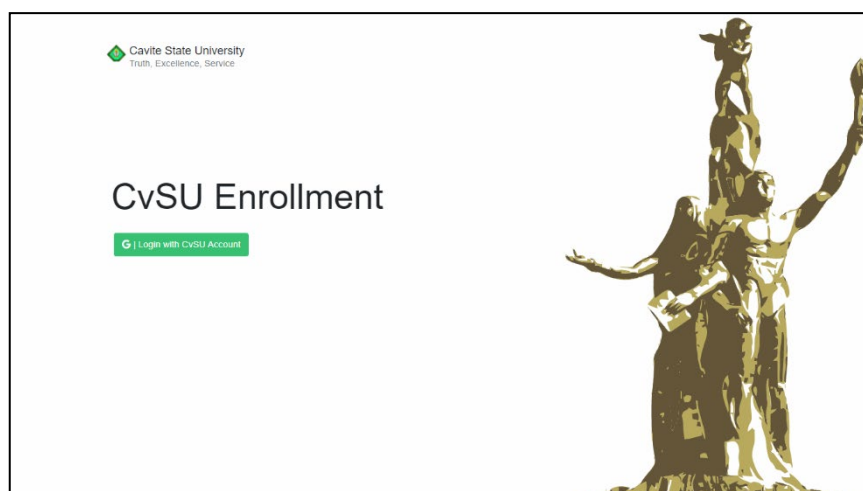 Cavite State University
Truth, Excellence, Service
CvSU Enrollment
G | Login with CvSU Account